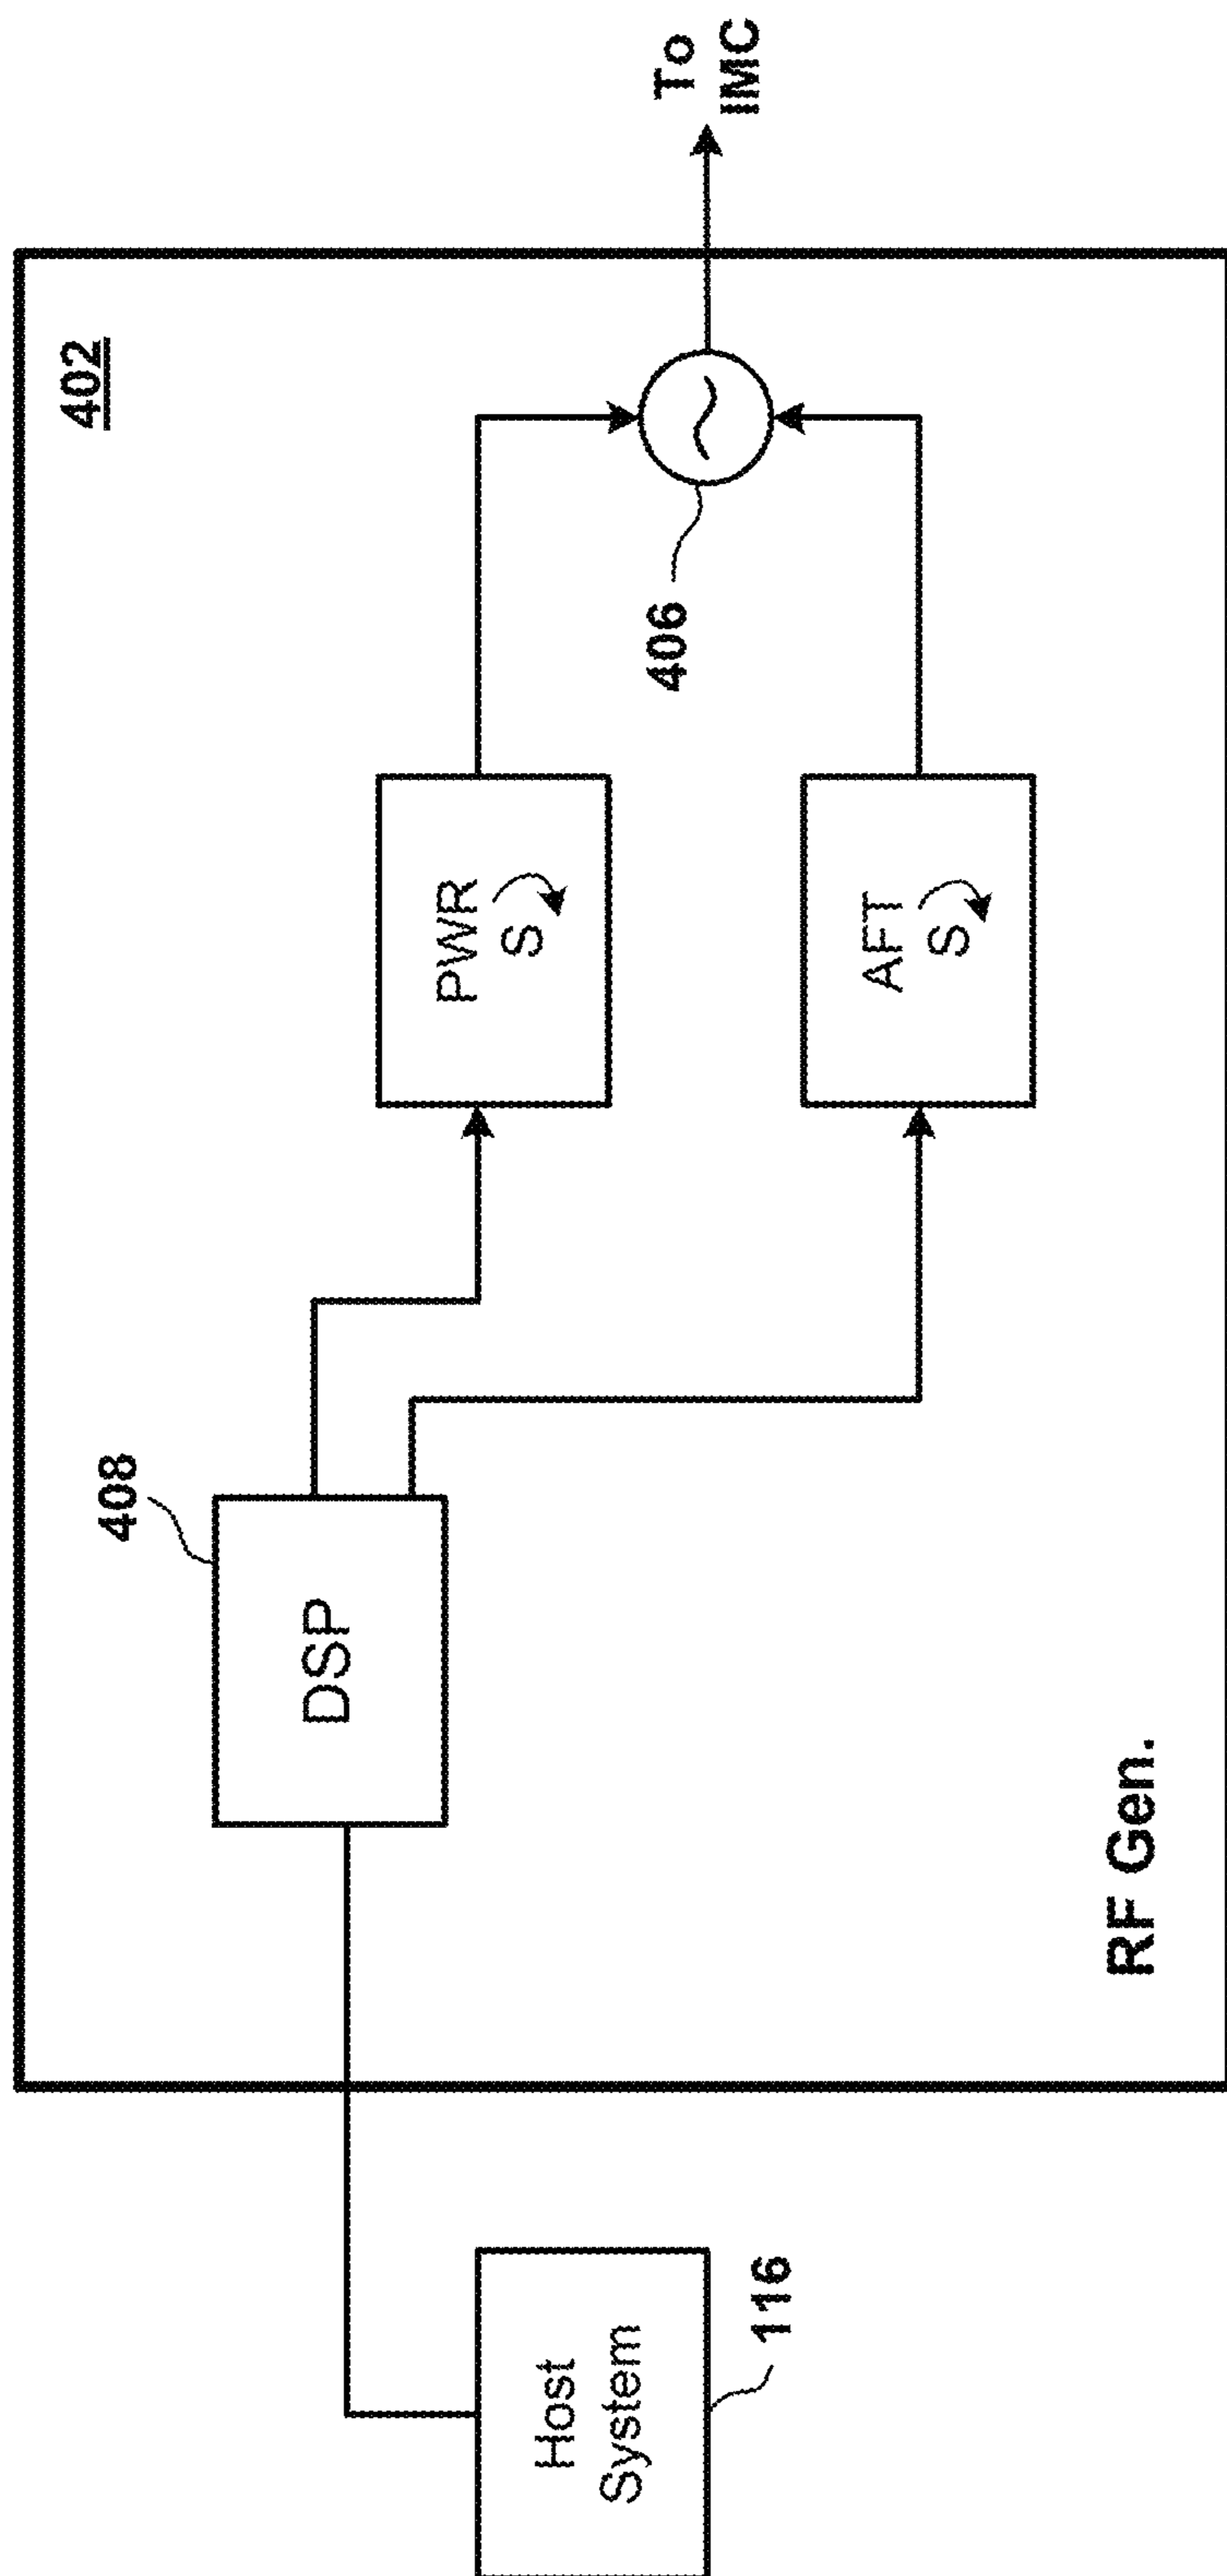 402
To
IMC
408
DSP
PWR
S
406
AFT
S
Host
System
116
RF Gen.